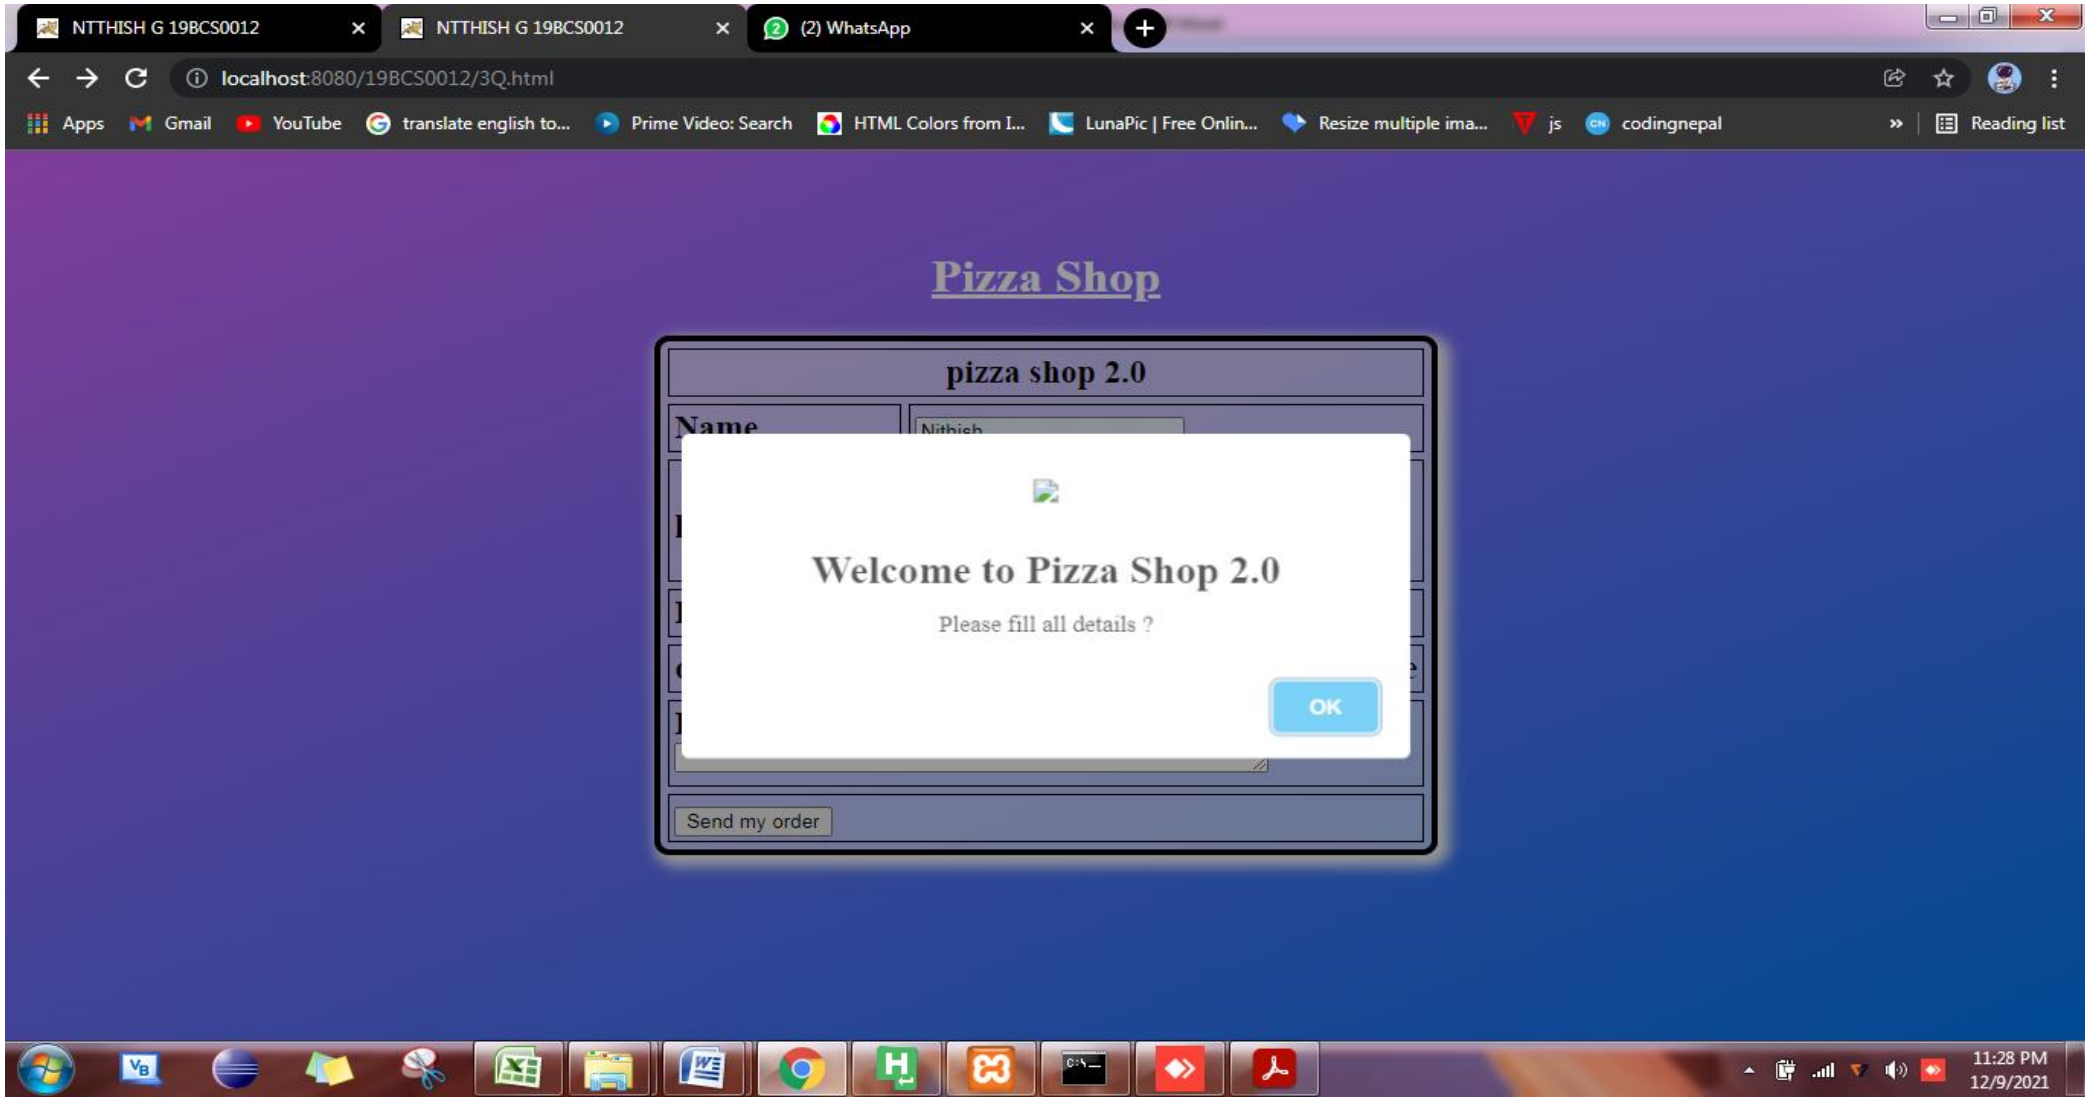 NTTHISH G 19BCS0012
NTTHISH G 19BCS0012
(2) WhatsApp
localhost:8080/19BCS0012/3Q.html
Apps Gmail YouTube translate english to... Prime Video: Search HTML Colors from I... LunaPic | Free Onlin... Resize multiple ima... js codingnepal » Reading list
Pizza Shop
pizza shop 2.0
Name Nithish
Welcome to Pizza Shop 2.0
Please fill all details ?
OK
Send my order
11:28 PM
12/9/2021